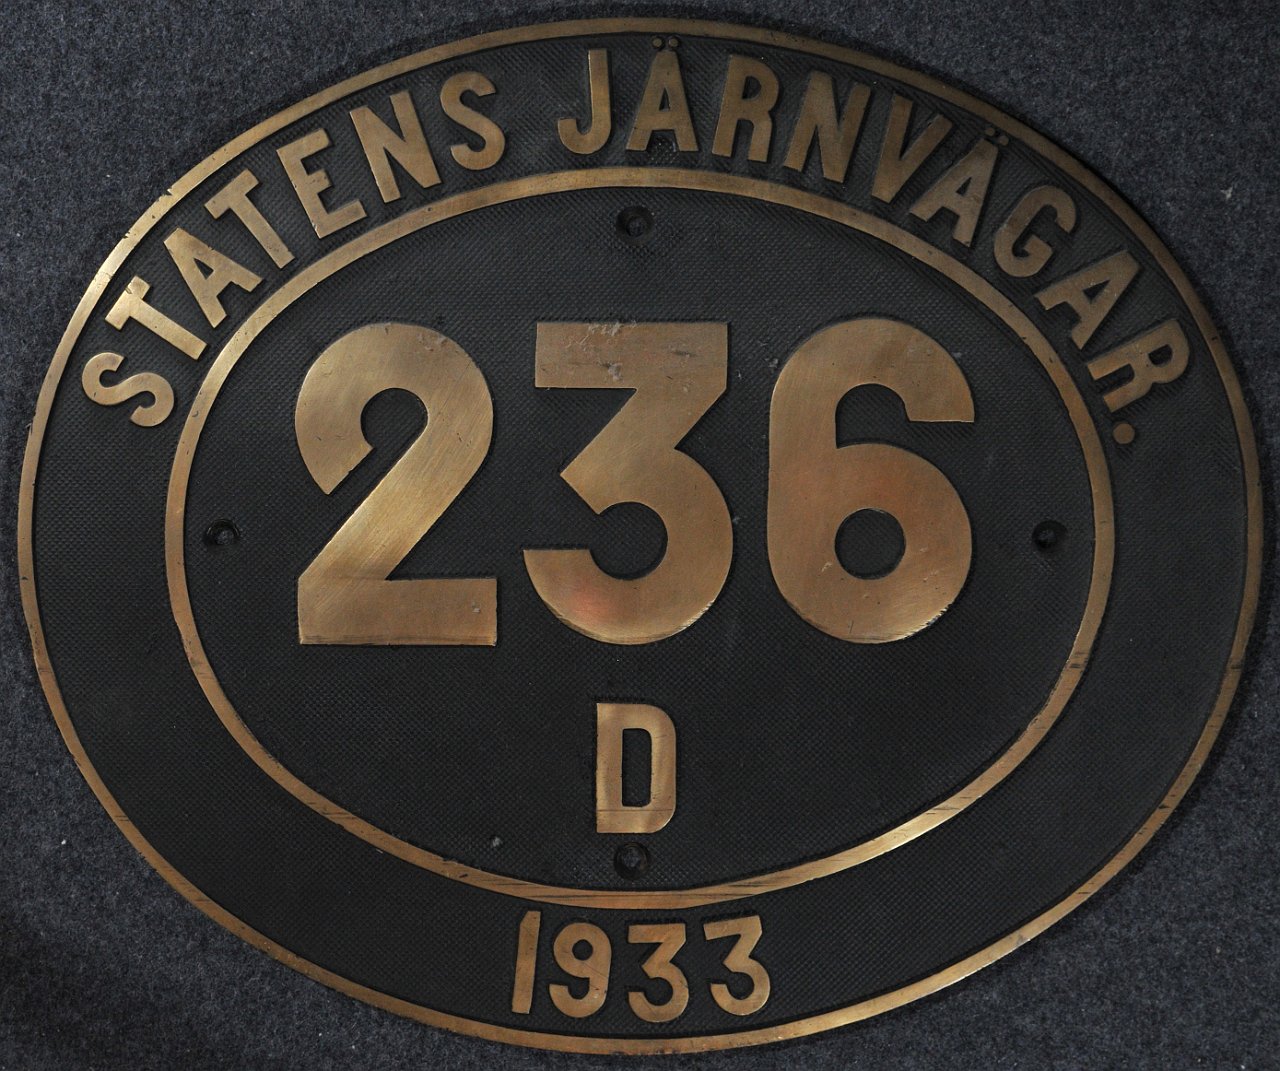 STATENS JÄRNVÄGAR.
236
D
1933